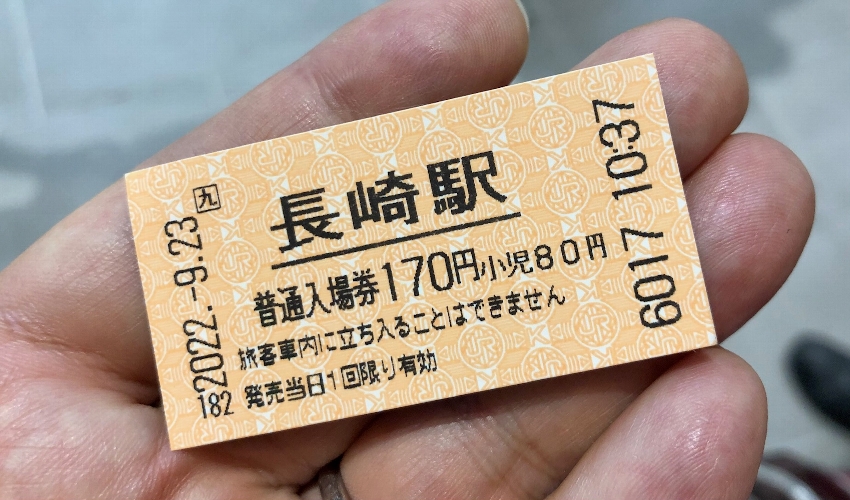 長崎駅
普通入場券170円小児80円
旅客車内に立ち入ることはできません
発売当日1回限り有効
182 2022.-9.23 九
6017 10:37